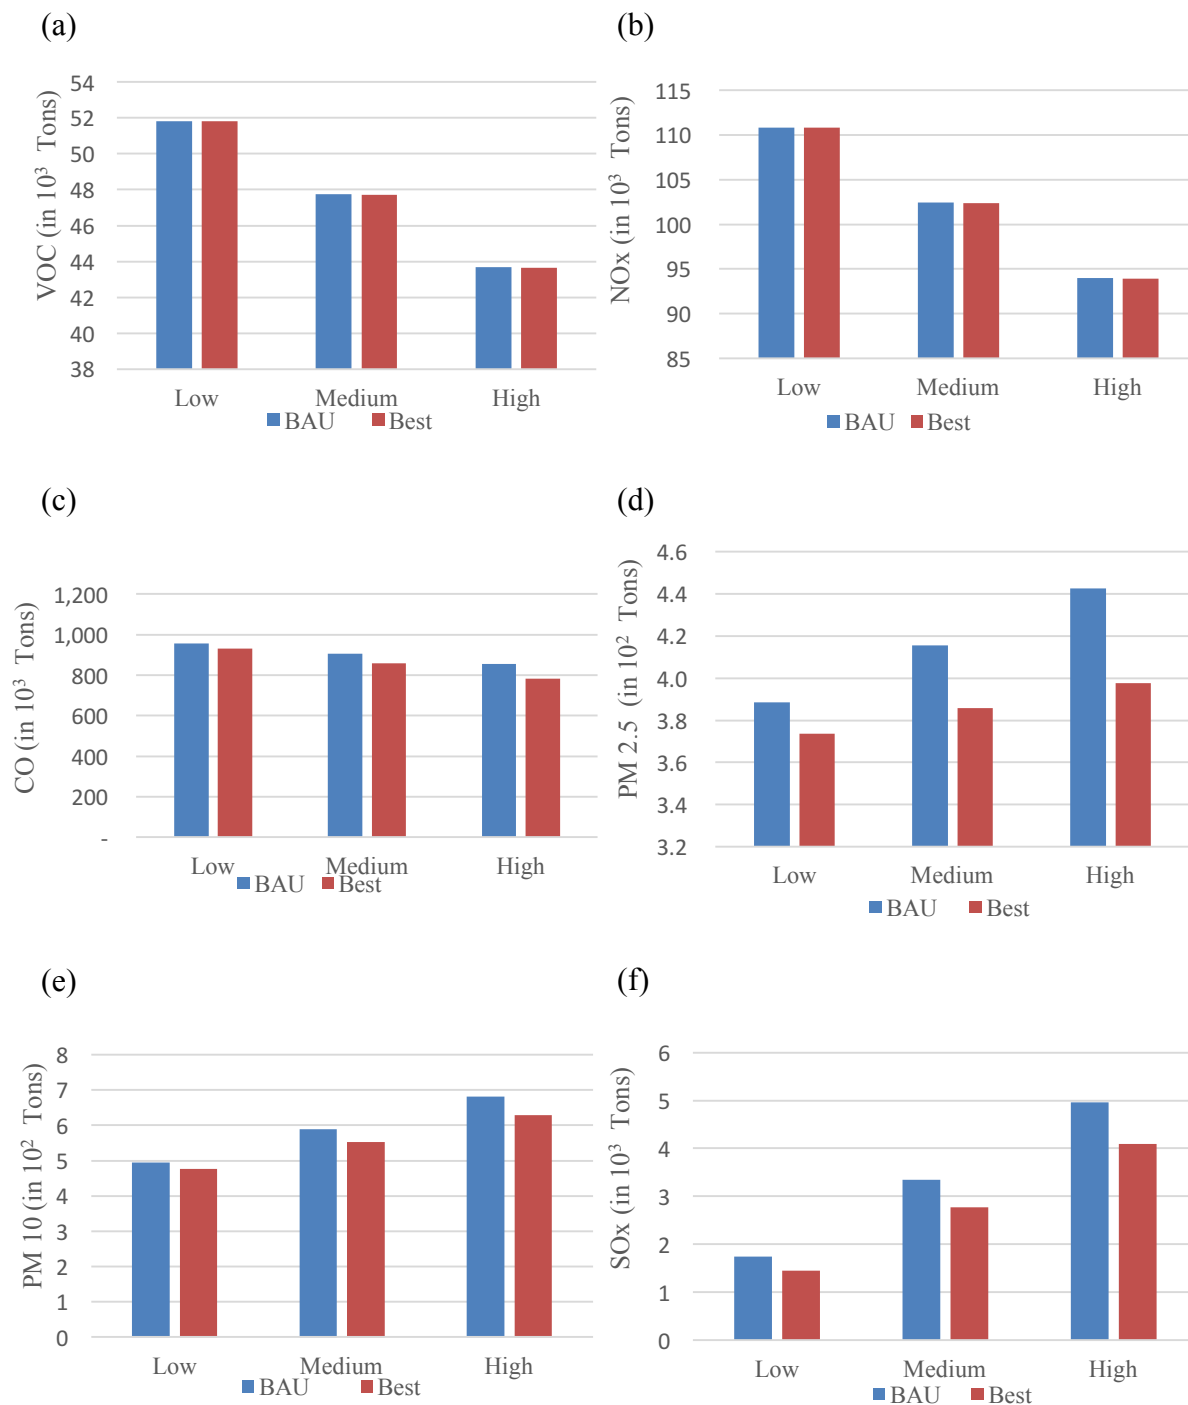 (a)
VOC (in 10³ Tons)
54
52
50
48
46
44
42
40
38
Low Medium High
BAU Best
(b)
NOx (in 10³ Tons)
115
110
105
100
95
90
85
Low Medium High
BAU Best
(c)
CO (in 10³ Tons)
1,200
1,000
800
600
400
200
-
Low Medium High
BAU Best
(d)
PM 2.5 (in 10² Tons)
4.6
4.4
4.2
4.0
3.8
3.6
3.4
3.2
Low Medium High
BAU Best
(e)
PM 10 (in 10² Tons)
8
7
6
5
4
3
2
1
0
Low Medium High
BAU Best
(f)
SOx (in 10³ Tons)
6
5
4
3
2
1
0
Low Medium High
BAU Best